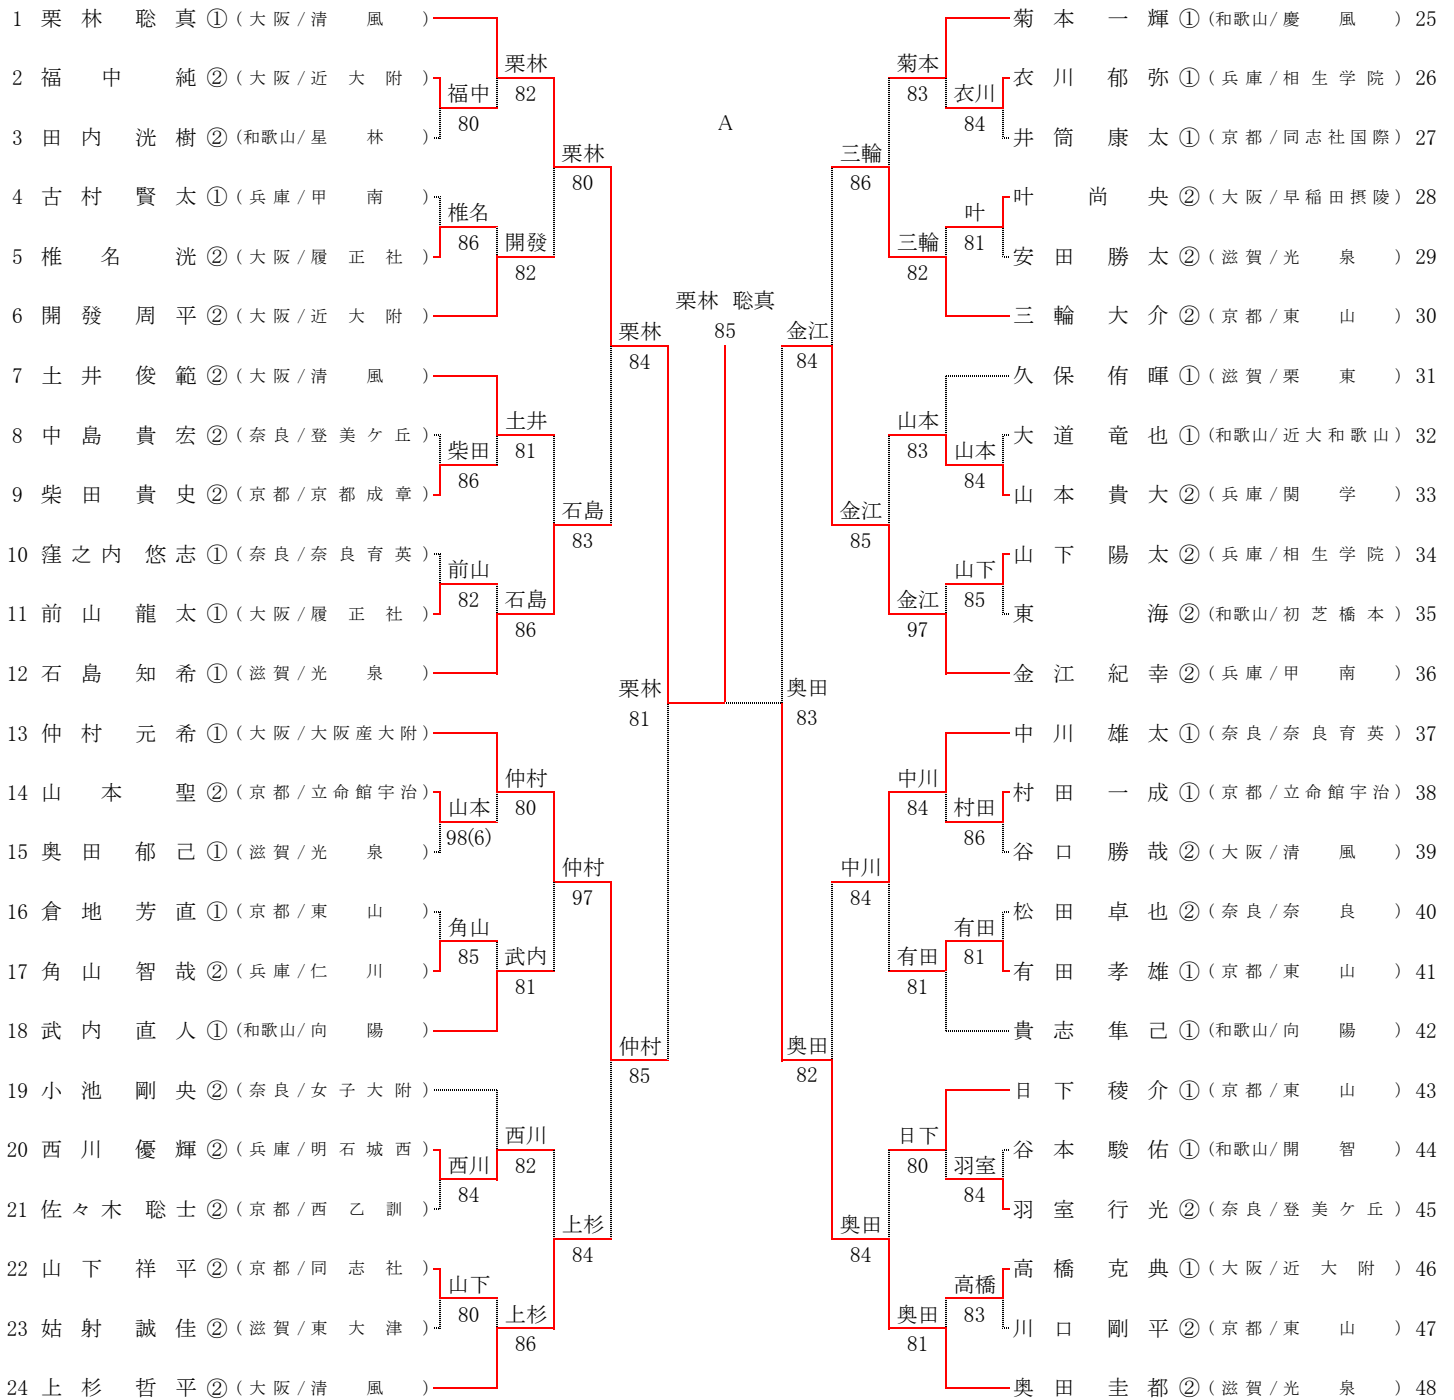 1 栗林 聡真 ① (大阪/清風)
2 福中 純 ② (大阪/近大附)
3 田内 洸樹 ② (和歌山/星林)
4 古村 賢太 ① (兵庫/甲南)
5 椎名 洸 ② (大阪/履正社)
6 開發 周平 ② (大阪/近大附)
7 土井 俊範 ② (大阪/清風)
8 中島 貴宏 ② (奈良/登美ケ丘)
9 柴田 貴史 ② (京都/京都成章)
10 窪之内 悠志 ① (奈良/奈良育英)
11 前山 龍太 ① (大阪/履正社)
12 石島 知希 ① (滋賀/光泉)
13 仲村 元希 ① (大阪/大阪産大附)
14 山本 聖 ② (京都/立命館宇治)
15 奥田 郁己 ① (滋賀/光泉)
16 倉地 芳直 ① (京都/東山)
17 角山 智哉 ② (兵庫/仁川)
18 武内 直人 ① (和歌山/向陽)
19 小池 剛央 ② (奈良/女子大附)
20 西川 優輝 ② (兵庫/明石城西)
21 佐々木 聡士 ② (京都/西乙訓)
22 山下 祥平 ② (京都/同志社)
23 姑射 誠佳 ② (滋賀/東大津)
24 上杉 哲平 ② (大阪/清風)
福中
80
椎名
86
柴田
86
前山
82
山本
98(6)
角山
85
西川
84
山下
80
栗林
82
開發
82
土井
81
石島
86
仲村
80
武内
81
西川
82
上杉
86
栗林
80
石島
83
仲村
97
上杉
84
栗林
84
仲村
85
栗林
81
A
栗林 聡真
85
奥田
83
金江
84
奥田
82
三輪
86
金江
85
中川
84
奥田
84
菊本
83
三輪
82
山本
83
金江
97
中川
84
有田
81
日下
80
奥田
81
衣川
84
叶
81
山本
84
山下
85
村田
86
有田
81
羽室
84
高橋
83
菊本 一輝 ① (和歌山/慶風) 25
衣川 郁弥 ① (兵庫/相生学院) 26
井筒 康太 ① (京都/同志社国際) 27
叶 尚央 ② (大阪/早稲田摂陵) 28
安田 勝太 ② (滋賀/光泉) 29
三輪 大介 ② (京都/東山) 30
久保 侑暉 ① (滋賀/栗東) 31
大道 竜也 ① (和歌山/近大和歌山) 32
山本 貴大 ② (兵庫/関学) 33
山下 陽太 ② (兵庫/相生学院) 34
東 海 ② (和歌山/初芝橋本) 35
金江 紀幸 ② (兵庫/甲南) 36
中川 雄太 ① (奈良/奈良育英) 37
村田 一成 ① (京都/立命館宇治) 38
谷口 勝哉 ② (大阪/清風) 39
松田 卓也 ② (奈良/奈良) 40
有田 孝雄 ① (京都/東山) 41
貴志 隼己 ① (和歌山/向陽) 42
日下 稜介 ① (京都/東山) 43
谷本 駿佑 ① (和歌山/開智) 44
羽室 行光 ② (奈良/登美ケ丘) 45
高橋 克典 ① (大阪/近大附) 46
川口 剛平 ② (京都/東山) 47
奥田 圭都 ② (滋賀/光泉) 48